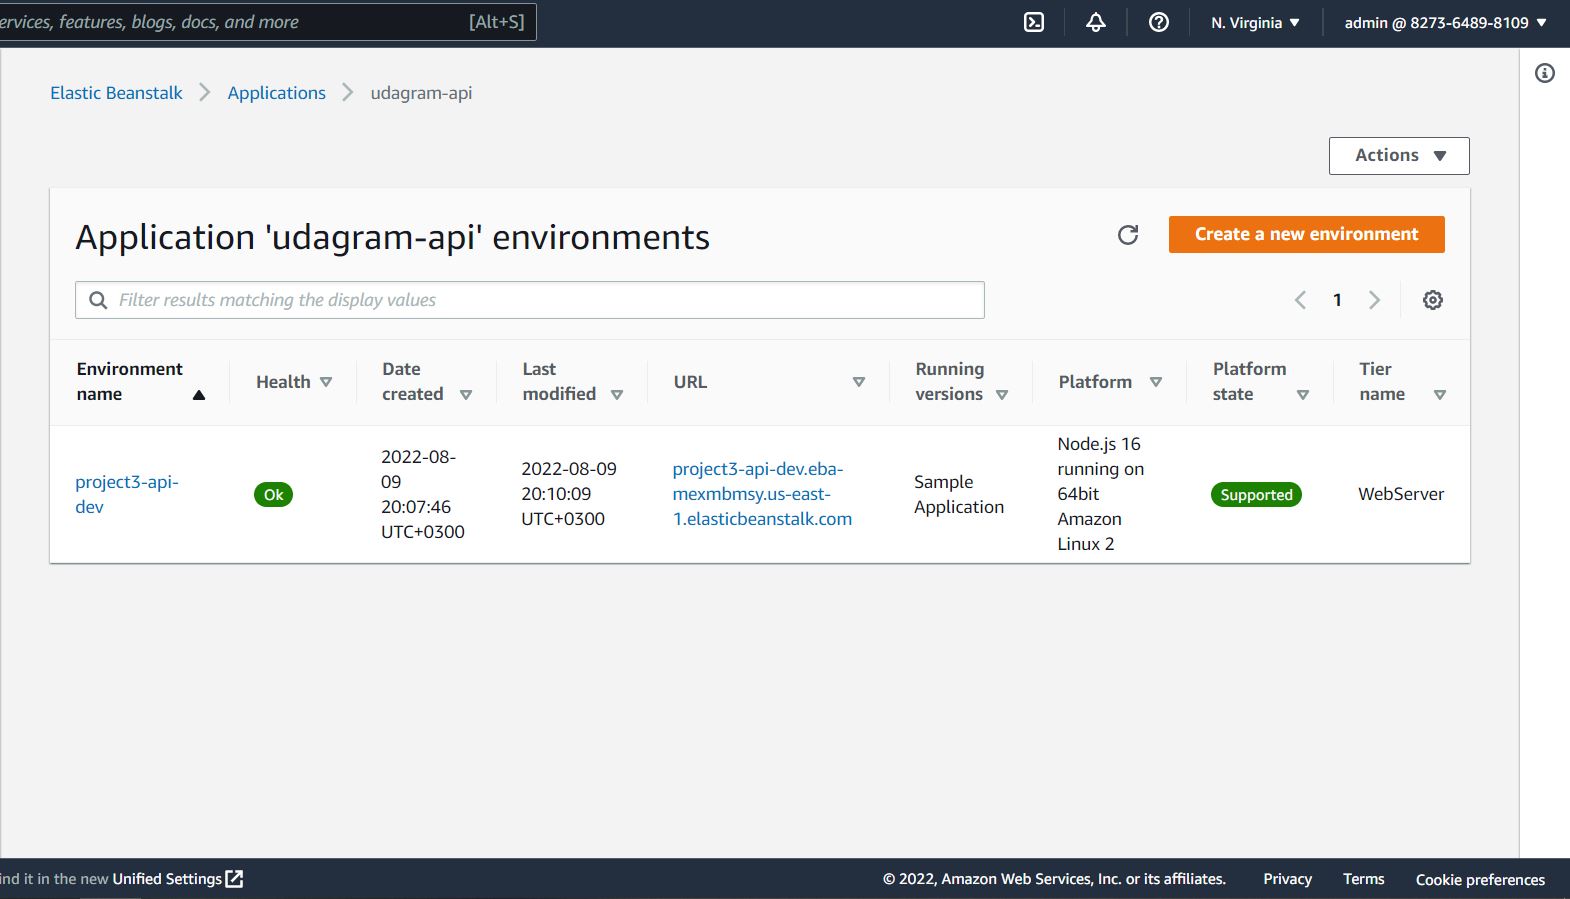 ervices, features, blogs, docs, and more [Alt+S] N. Virginia ▼ admin @ 8273-6489-8109 ▼
Elastic Beanstalk > Applications > udagram-api
Actions ▼
Application 'udagram-api' environments
Create a new environment
Filter results matching the display values
1
Environment name
Health
Date created
Last modified
URL
Running versions
Platform
Platform state
Tier name
project3-api-
dev
Ok
2022-08-
09
20:07:46
UTC+0300
2022-08-09
20:10:09
UTC+0300
project3-api-dev.eba-
mexmbmsy.us-east-
1.elasticbeanstalk.com
Sample
Application
Node.js 16
running on
64bit
Amazon
Linux 2
Supported
WebServer
ind it in the new Unified Settings
© 2022, Amazon Web Services, Inc. or its affiliates. Privacy Terms Cookie preferences